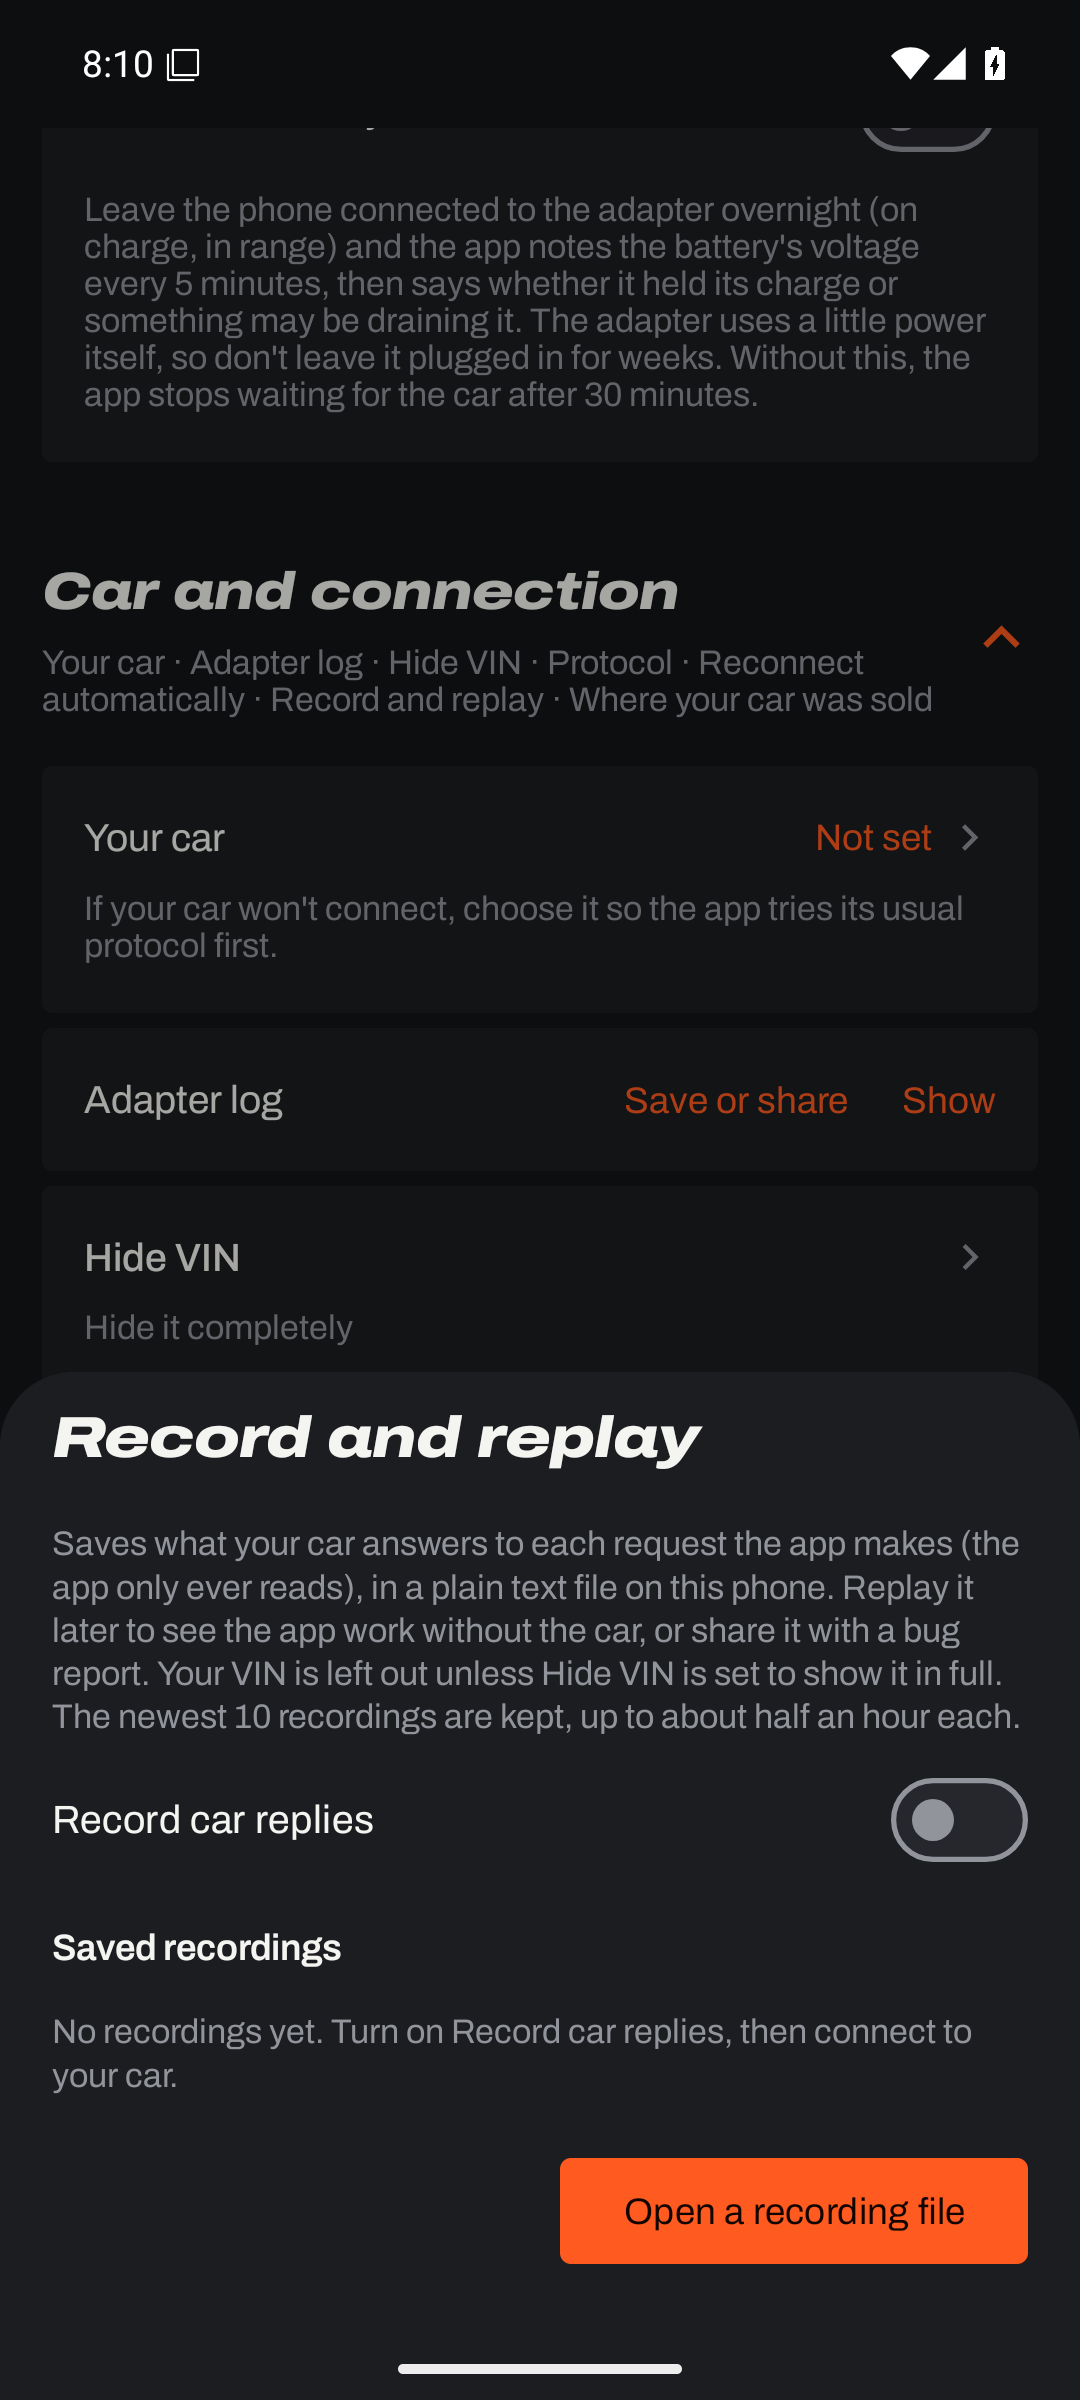 8:10
Leave the phone connected to the adapter overnight (on
charge, in range) and the app notes the battery's voltage
every 5 minutes, then says whether it held its charge or
something may be draining it. The adapter uses a little power
itself, so don't leave it plugged in for weeks. Without this, the
app stops waiting for the car after 30 minutes.
Car and connection
Your car · Adapter log · Hide VIN · Protocol · Reconnect
automatically · Record and replay · Where your car was sold
Your car Not set
If your car won't connect, choose it so the app tries its usual
protocol first.
Adapter log Save or share Show
Hide VIN
Hide it completely
Record and replay
Saves what your car answers to each request the app makes (the
app only ever reads), in a plain text file on this phone. Replay it
later to see the app work without the car, or share it with a bug
report. Your VIN is left out unless Hide VIN is set to show it in full.
The newest 10 recordings are kept, up to about half an hour each.
Record car replies
Saved recordings
No recordings yet. Turn on Record car replies, then connect to
your car.
Open a recording file